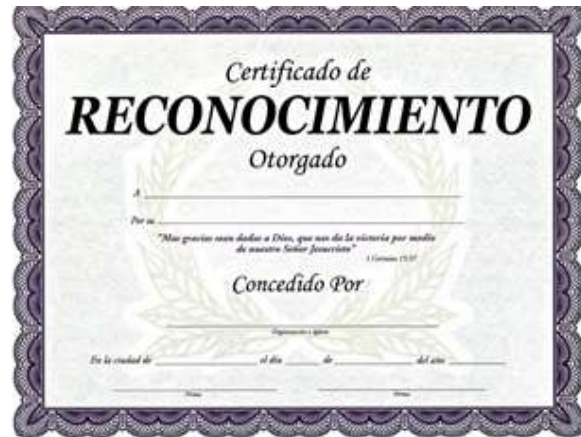 Certificado de
RECONOCIMIENTO
Otorgado
A
Por su
"Mas gracias sean dadas a Dios, que nos da la victoria por medio
de nuestro Señor Jesucristo"
I Corintios 15:57
Concedido Por
Organización o Iglesia
En la ciudad de el día de del año
Firma Firma